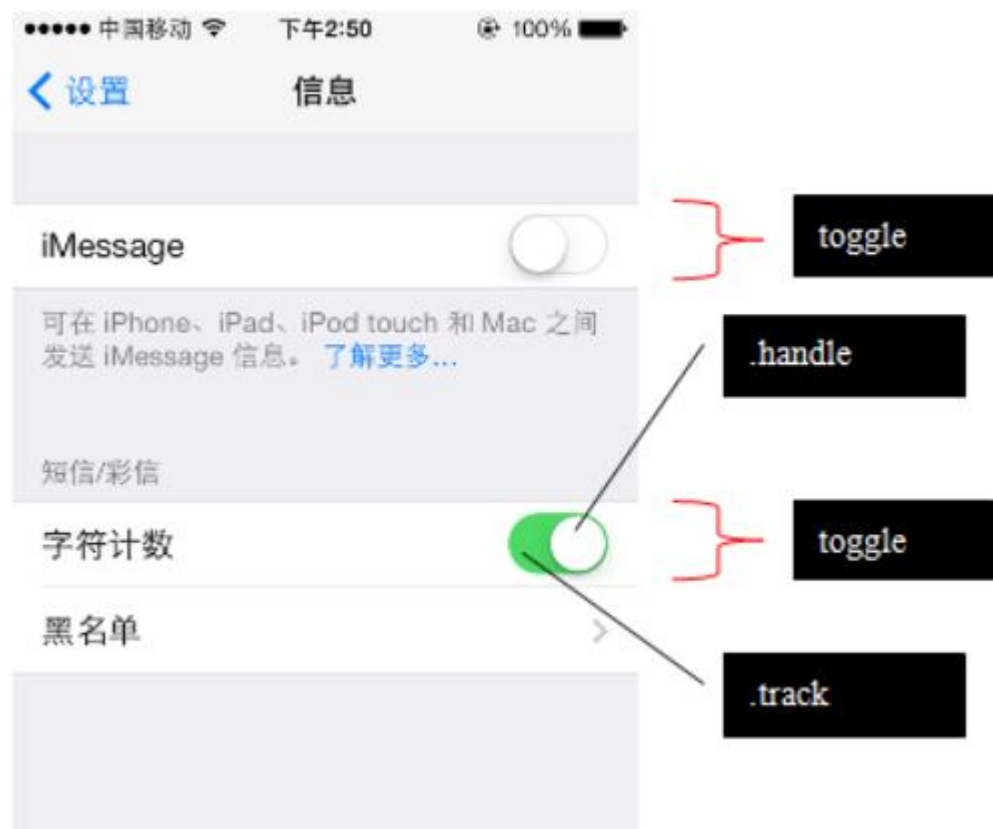 中国移动 下午2:50 100%
设置 信息
iMessage
toggle
可在 iPhone、iPad、iPod touch 和 Mac 之间
发送 iMessage 信息。 了解更多...
.handle
短信/彩信
字符计数
toggle
黑名单
.track